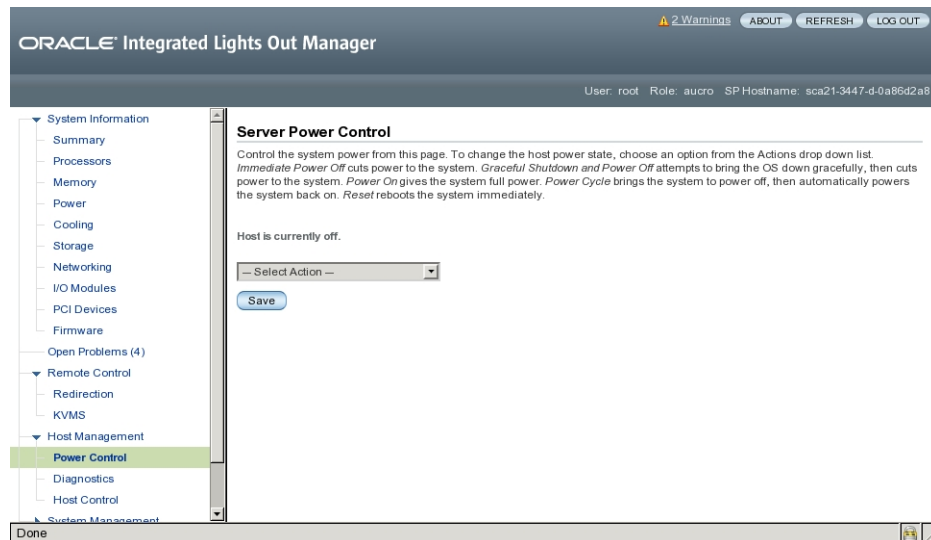 2 Warnings ABOUT REFRESH LOG OUT
ORACLE® Integrated Lights Out Manager
User: root Role: aucro SP Hostname: sca21-3447-d-0a86d2a8
System Information
Summary
Processors
Memory
Power
Cooling
Storage
Networking
I/O Modules
PCI Devices
Firmware
Open Problems (4)
Remote Control
Redirection
KVMS
Host Management
Power Control
Diagnostics
Host Control
System Management
Server Power Control
Control the system power from this page. To change the host power state, choose an option from the Actions drop down list.
Immediate Power Off cuts power to the system. Graceful Shutdown and Power Off attempts to bring the OS down gracefully, then cuts
power to the system. Power On gives the system full power. Power Cycle brings the system to power off, then automatically powers
the system back on. Reset reboots the system immediately.
Host is currently off.
— Select Action —
Save
Done